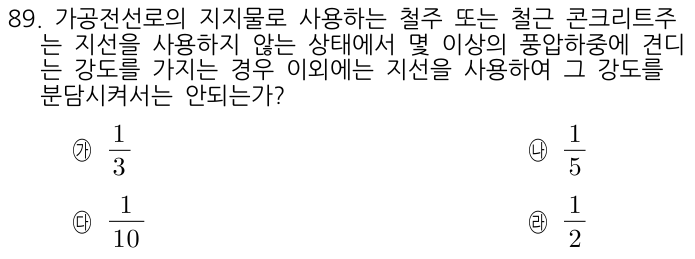 89. 가공전선로의 지지물로 사용하는 철주 또는 철근 콘크리트주
는 지선을 사용하지 않는 상태에서 몇 이상의 풍압하중에 견디
는 강도를 가지는 경우 이외에는 지선을 사용하여 그 강도를
분담시켜서는 안되는가?
㉮ 1/3 ㉯ 1/5
㉰ 1/10 ㉱ 1/2